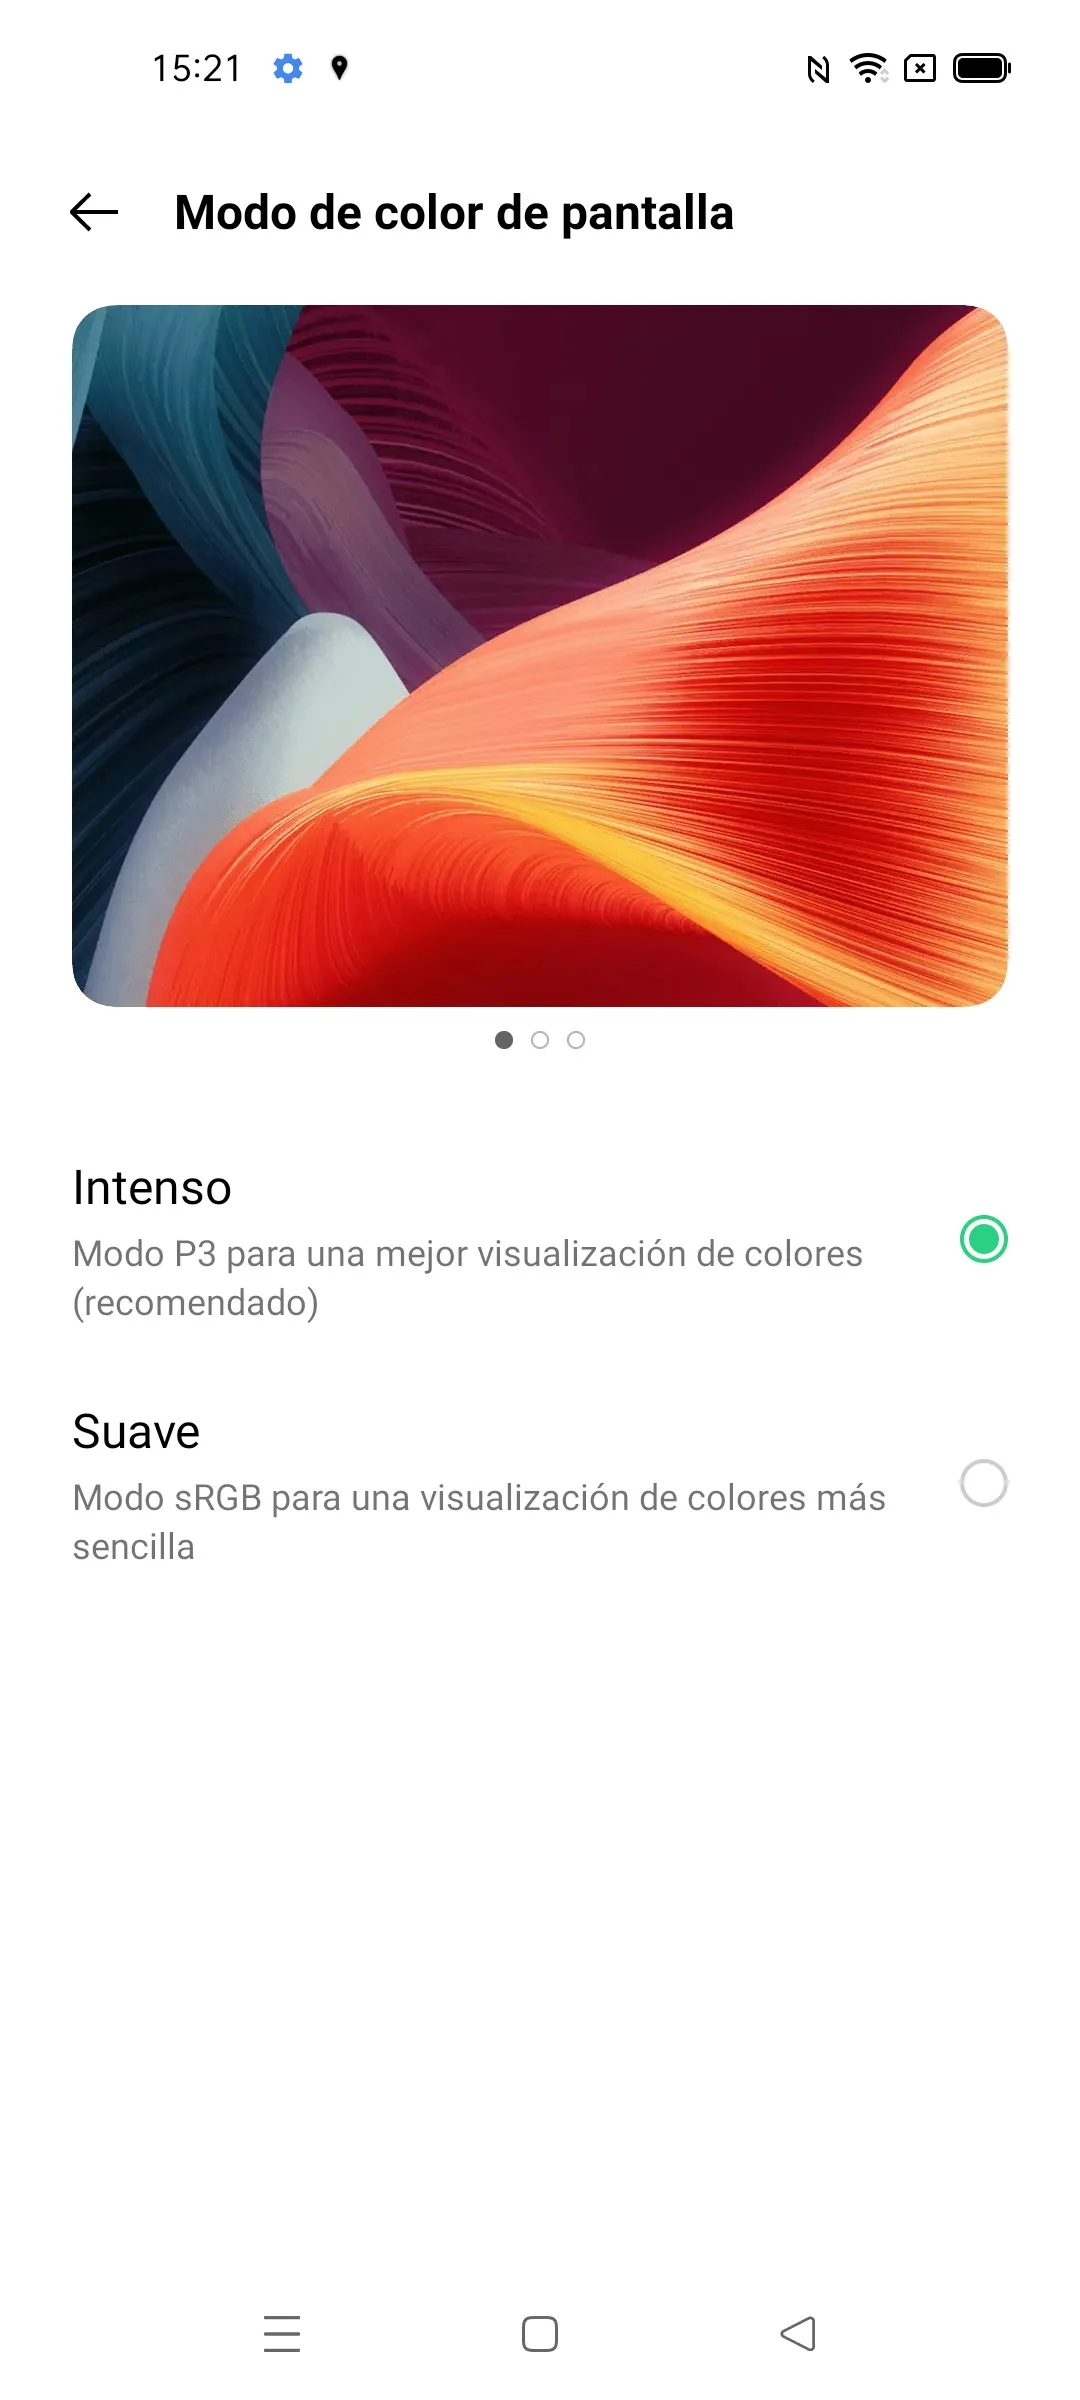 15:21
Modo de color de pantalla
Intenso
Modo P3 para una mejor visualización de colores
(recomendado)
Suave
Modo sRGB para una visualización de colores más
sencilla